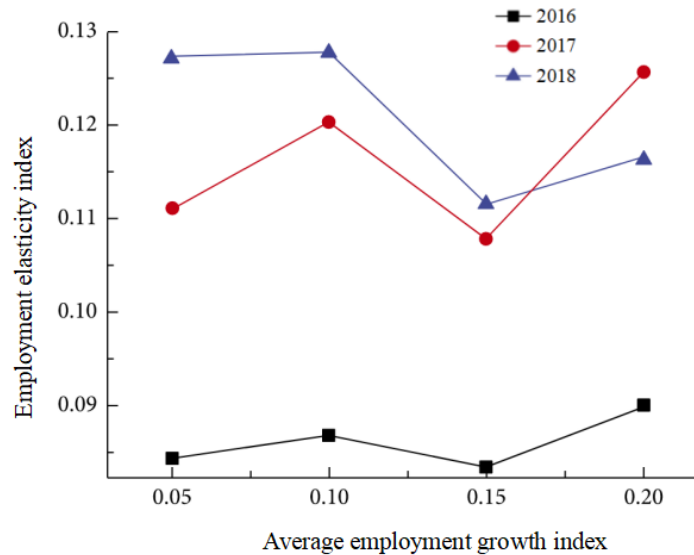 2016
2017
2018
0.13
0.12
0.11
0.10
0.09
Employment elasticity index
0.05 0.10 0.15 0.20
Average employment growth index